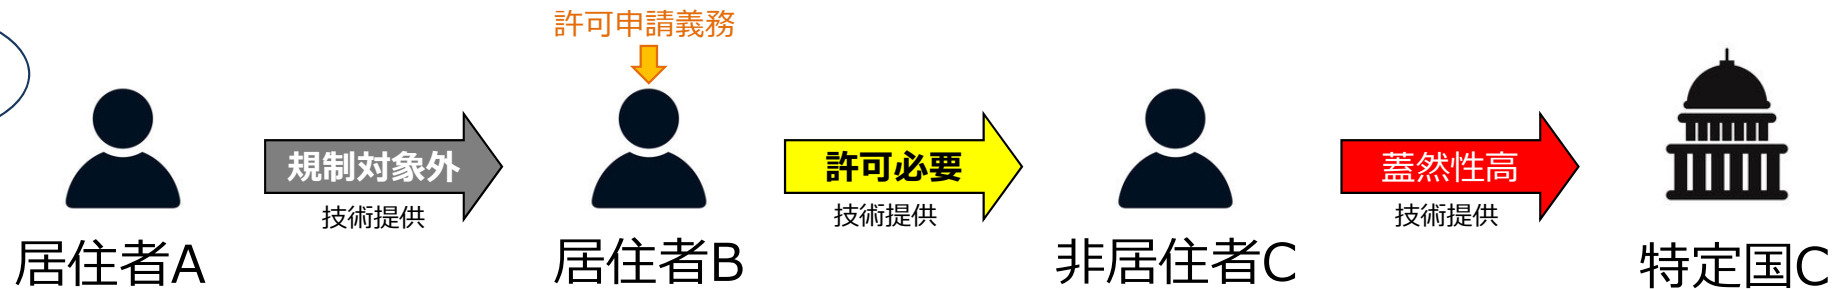 許可申請義務
規制対象外
許可必要
蓋然性高
技術提供
技術提供
技術提供
居住者A
居住者B
非居住者C
特定国C